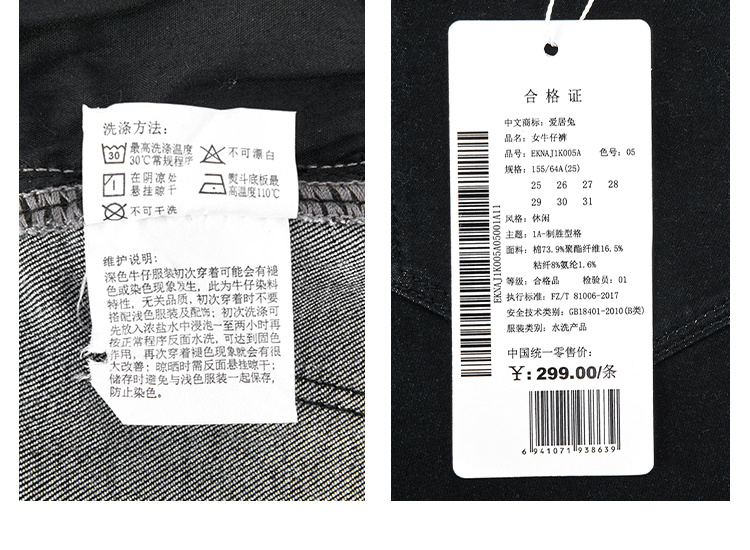 洗涤方法:
30
最高洗涤温度
30℃常规程序
不可漂白
在阴凉处
悬挂晾干
熨斗底板最
高温度110℃
不可干洗
维护说明:
深色牛仔服装初次穿着可能会有褪
色或染色现象发生，此为牛仔染料
特性，无关品质，初次穿着时不要
搭配浅色服装及配饰；初次洗涤可
先放入浓盐水中浸泡一至两小时再
按正常程序反面水洗，可达到固色
作用，再次穿着褪色现象就会有很
大改善；晾晒时需反面悬挂晾干；
储存时避免与浅色服装一起保存，
防止染色。
合格证
中文商标: 爱居兔
品名: 女牛仔裤
品号: EKNAJ1K005A 色号: 05
规格: 155/64A(25)
25 26 27 28
29 30 31
风格: 休闲
主题: 1A-制胜型格
面料: 棉73.9%聚酯纤维16.5%
粘纤8%氨纶1.6%
等级: 合格品 检验员: 01
执行标准: FZ/T 81006-2017
安全技术类别: GB18401-2010(B类)
服装类别: 水洗产品
中国统一零售价:
¥: 299.00/条
6 941071 938639
EKNAJ1K005A05001A11